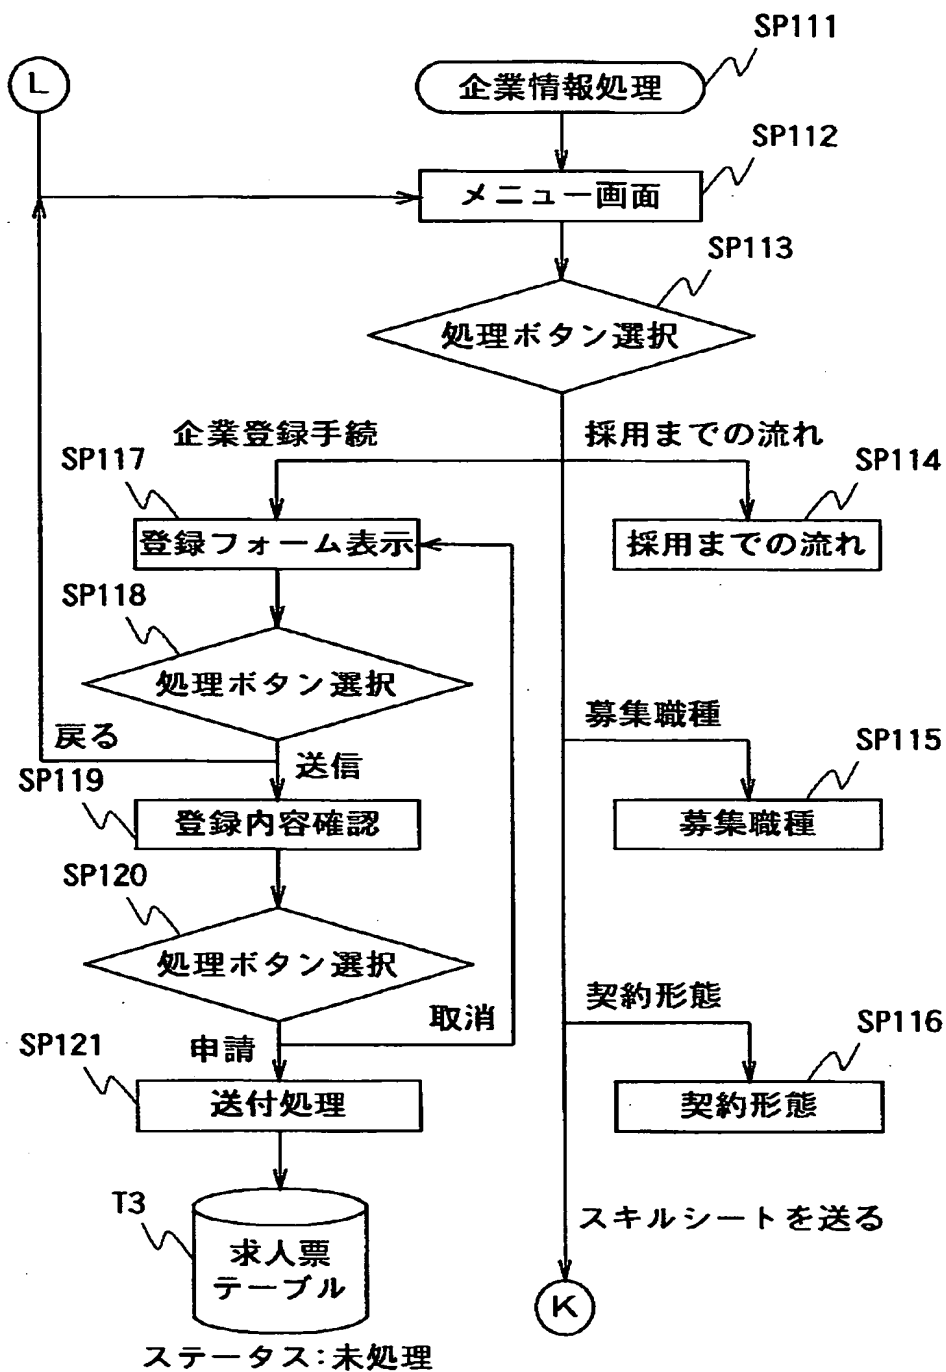 SP111
L
企業情報処理
SP112
メニュー画面
SP113
処理ボタン選択
企業登録手続
採用までの流れ
SP117
SP114
登録フォーム表示
採用までの流れ
SP118
処理ボタン選択
募集職種
戻る
送信
SP115
SP119
登録内容確認
募集職種
SP120
処理ボタン選択
契約形態
取消
SP116
申請
SP121
送付処理
契約形態
T3
スキルシートを送る
求人票
テーブル
K
ステータス:未処理